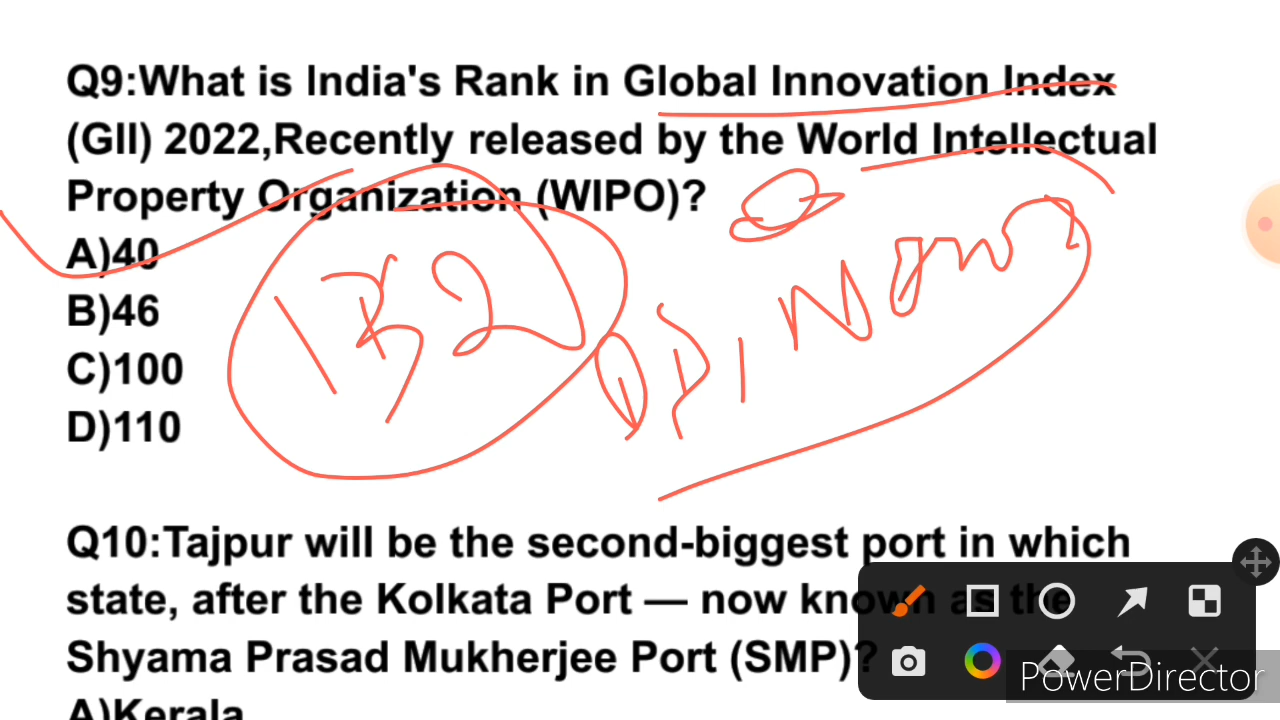 Q9:What is India's Rank in Global Innovation Index
(GII) 2022,Recently released by the World Intellectual
Property Organization (WIPO)?
A)40
B)46
C)100
D)110
132
Q10:Tajpur will be the second-biggest port in which
state, after the Kolkata Port — now known as the
Shyama Prasad Mukherjee Port (SMP)?
A)Kerala
PowerDirector